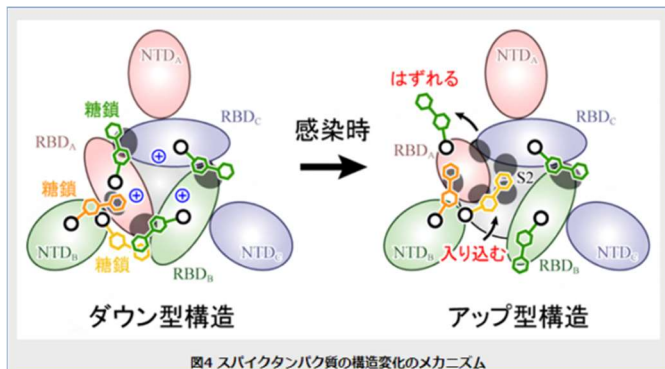 NTDA
糖鎖
RBDC
RBDA
糖鎖
NTDB
糖鎖
RBDB
NTDC
ダウン型構造
感染時
NTDA
はずれる
RBDC
RBDA
S2
NTDB
入り込む
RBDB
NTDC
アップ型構造
図4 スパイクタンパク質の構造変化のメカニズム